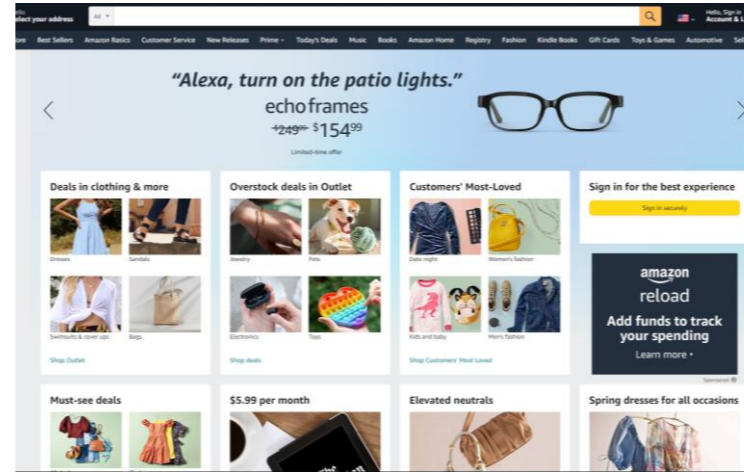 Hello
elect your address
All
Hello, Sign in
Account & L
ore Best Sellers Amazon Basics Customer Service New Releases Prime Today's Deals Music Books Amazon Home Registry Fashion Kindle Books Gift Cards Toys & Games Automotive Sel
“Alexa, turn on the patio lights.”
echo frames
$249⁹⁹ $154⁹⁹
Limited-time offer
Deals in clothing & more
Dresses
Sandals
Swimsuits & cover ups
Bags
Shop Outlet
Overstock deals in Outlet
Jewelry
Pets
Electronics
Toys
Shop deals
Customers' Most-Loved
Date night
Women's fashion
Kids and baby
Men's fashion
Shop Customers' Most Loved
Sign in for the best experience
Sign in securely
amazon
reload
Add funds to track
your spending
Learn more
Sponsored
Must-see deals
$5.99 per month
The
Elevated neutrals
Spring dresses for all occasions